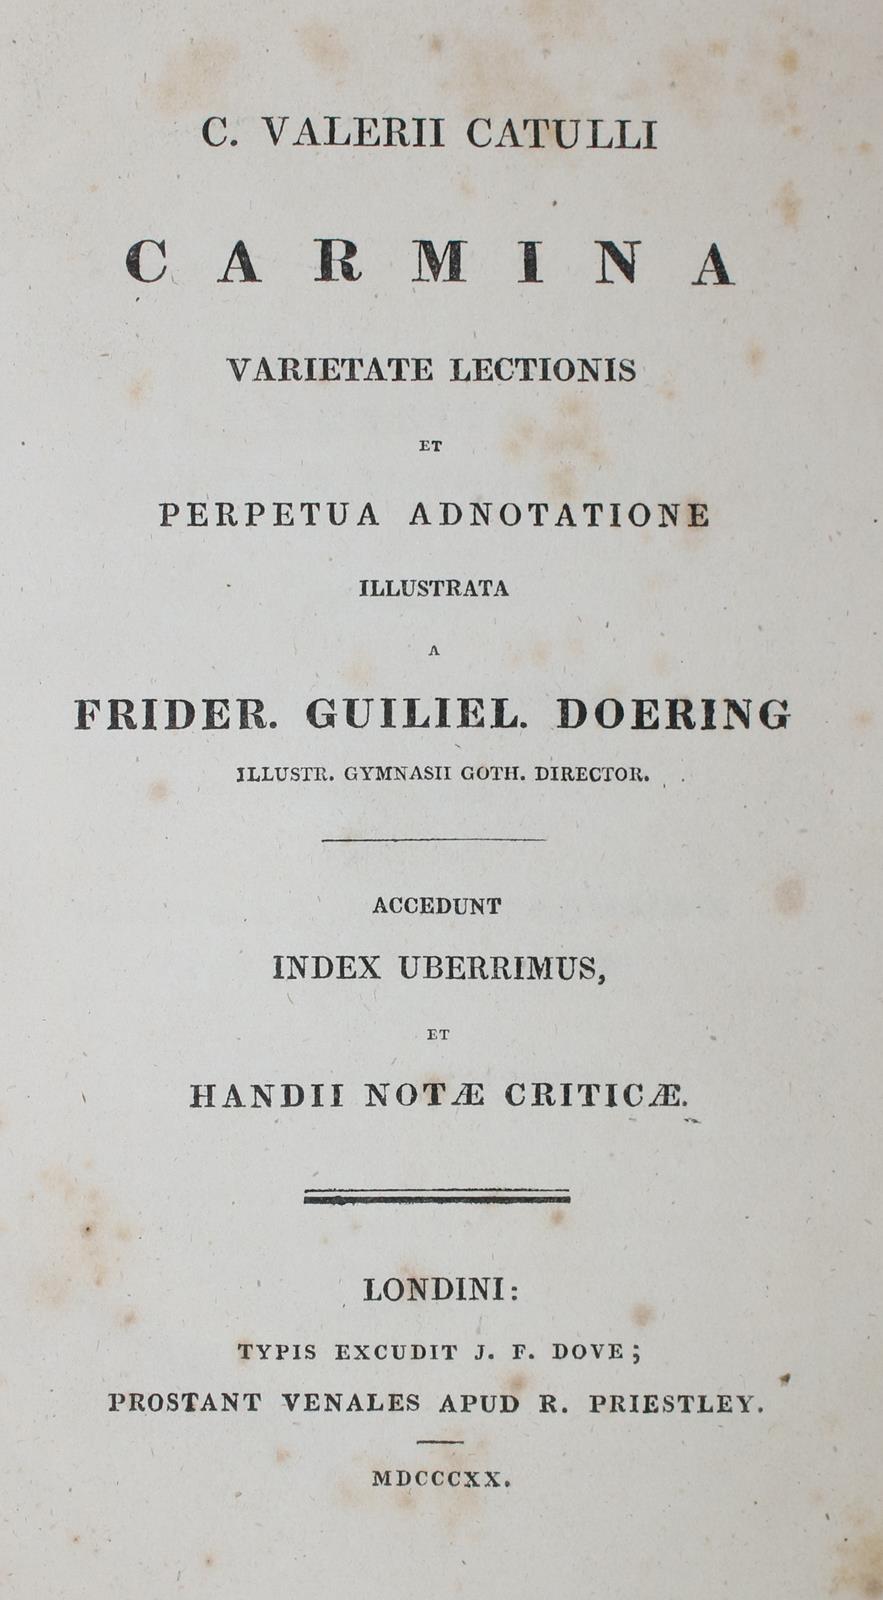 C. VALERII CATULLI
CARMINA
VARIETATE LECTIONIS
ET
PERPETUA ADNOTATIONE
ILLUSTRATA
A
FRIDER. GUILIEL. DOERING
ILLUSTR. GYMNASII GOTH. DIRECTOR.
ACCEDUNT
INDEX UBERRIMUS,
ET
HANDII NOTÆ CRITICÆ.
LONDINI:
TYPIS EXCUDIT J. F. DOVE;
PROSTANT VENALES APUD R. PRIESTLEY.
MDCCCXX.